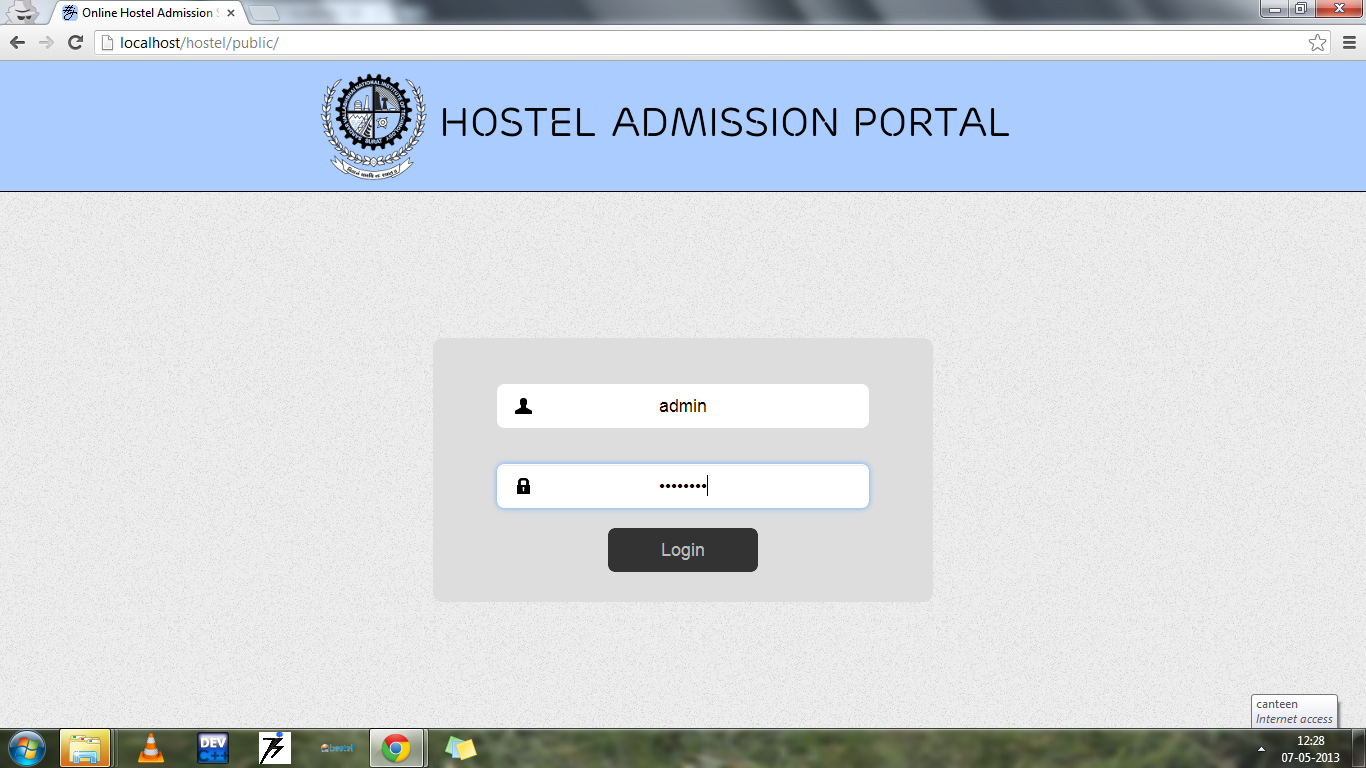 Online Hostel Admission S
localhost/hostel/public/
HOSTEL ADMISSION PORTAL
SURAT
admin
••••••••
Login
canteen
Internet access
DEV
C++
12:28
07-05-2013